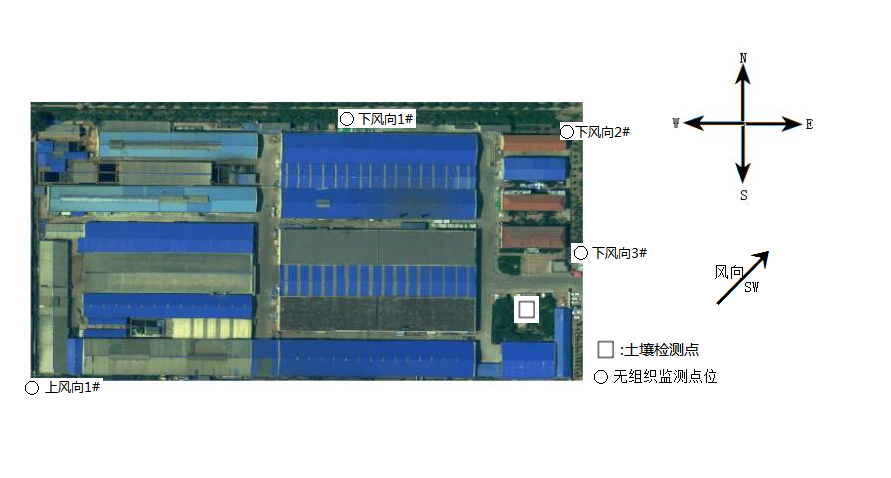 N
W
E
S
下风向1#
下风向2#
下风向3#
风向
SW
:土壤检测点
无组织监测点位
上风向1#